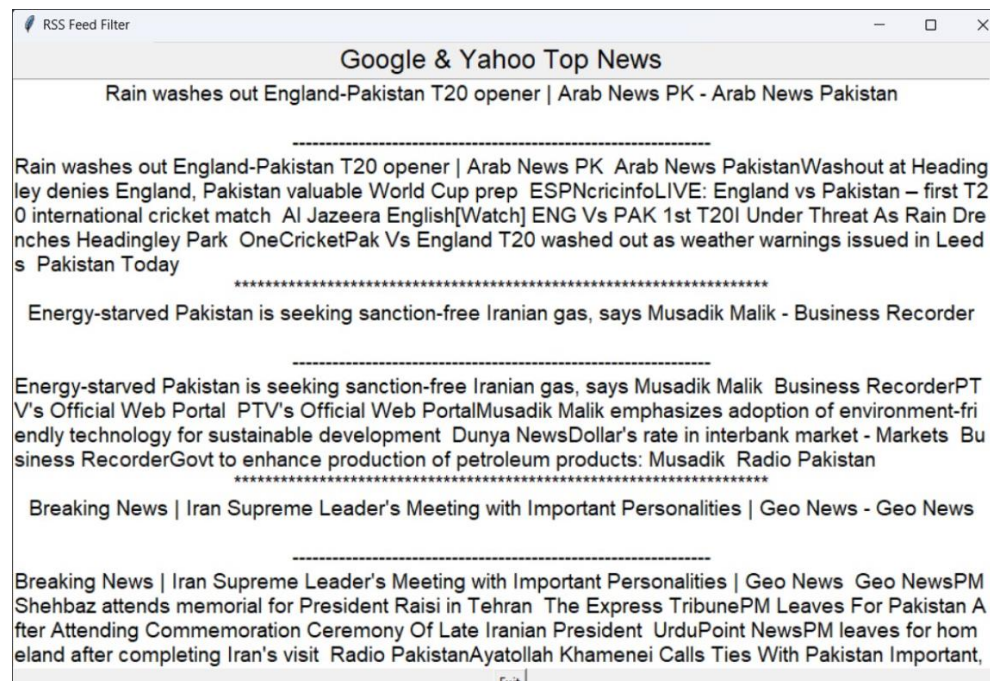 RSS Feed Filter
Google & Yahoo Top News
Rain washes out England-Pakistan T20 opener | Arab News PK - Arab News Pakistan
----------------------------------------------------------------
Rain washes out England-Pakistan T20 opener | Arab News PK  Arab News PakistanWashout at Heading
ley denies England, Pakistan valuable World Cup prep  ESPNcricinfoLIVE: England vs Pakistan – first T2
0 international cricket match  Al Jazeera English[Watch] ENG Vs PAK 1st T20I Under Threat As Rain Dre
nches Headingley Park  OneCricketPak Vs England T20 washed out as weather warnings issued in Leed
s  Pakistan Today
**********************************************************************
Energy-starved Pakistan is seeking sanction-free Iranian gas, says Musadik Malik - Business Recorder
----------------------------------------------------------------
Energy-starved Pakistan is seeking sanction-free Iranian gas, says Musadik Malik  Business RecorderPT
V's Official Web Portal  PTV's Official Web PortalMusadik Malik emphasizes adoption of environment-fri
endly technology for sustainable development  Dunya NewsDollar's rate in interbank market - Markets  Bu
siness RecorderGovt to enhance production of petroleum products: Musadik  Radio Pakistan
**********************************************************************
Breaking News | Iran Supreme Leader's Meeting with Important Personalities | Geo News - Geo News
----------------------------------------------------------------
Breaking News | Iran Supreme Leader's Meeting with Important Personalities | Geo News  Geo NewsPM
Shehbaz attends memorial for President Raisi in Tehran  The Express TribunePM Leaves For Pakistan A
fter Attending Commemoration Ceremony Of Late Iranian President  UrduPoint NewsPM leaves for hom
eland after completing Iran's visit  Radio PakistanAyatollah Khamenei Calls Ties With Pakistan Important,
Exit